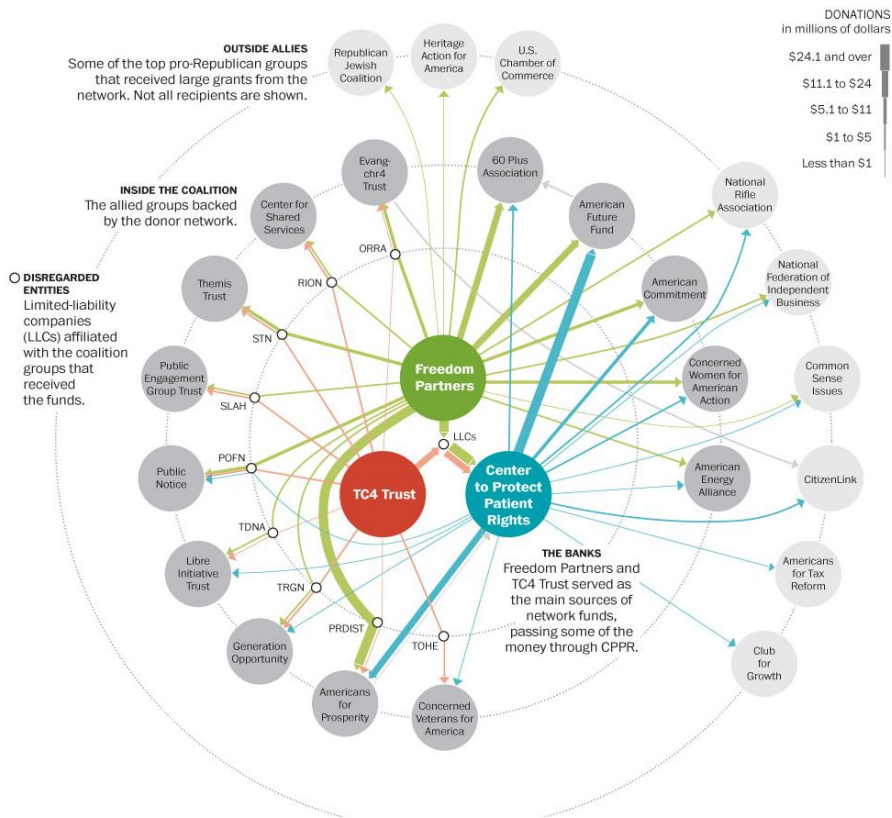 DONATIONS
in millions of dollars
$24.1 and over
$11.1 to $24
$5.1 to $11
$1 to $5
Less than $1
OUTSIDE ALLIES
Some of the top pro-Republican groups
that received large grants from the
network. Not all recipients are shown.
Republican
Jewish
Coalition
Heritage
Action for
America
U.S.
Chamber of
Commerce
INSIDE THE COALITION
The allied groups backed
by the donor network.
DISREGARDED
ENTITIES
Limited-liability
companies
(LLCs) affiliated
with the coalition
groups that
received
the funds.
Evang-
chr4
Trust
60 Plus
Association
Center for
Shared
Services
American
Future
Fund
National
Rifle
Association
Themis
Trust
American
Commitment
National
Federation of
Independent
Business
Public
Engagement
Group Trust
Concerned
Women for
American
Action
Common
Sense
Issues
Public
Notice
American
Energy
Alliance
CitizenLink
Libre
Initiative
Trust
Americans
for Tax
Reform
Generation
Opportunity
Club
for
Growth
Americans
for
Prosperity
Concerned
Veterans for
America
ORRA
RION
STN
SLAH
POFN
TDNA
TRGN
PRDIST
TOHE
Freedom
Partners
LLCs
TC4 Trust
Center
to Protect
Patient
Rights
THE BANKS
Freedom Partners and
TC4 Trust served as
the main sources of
network funds,
passing some of the
money through CPPR.